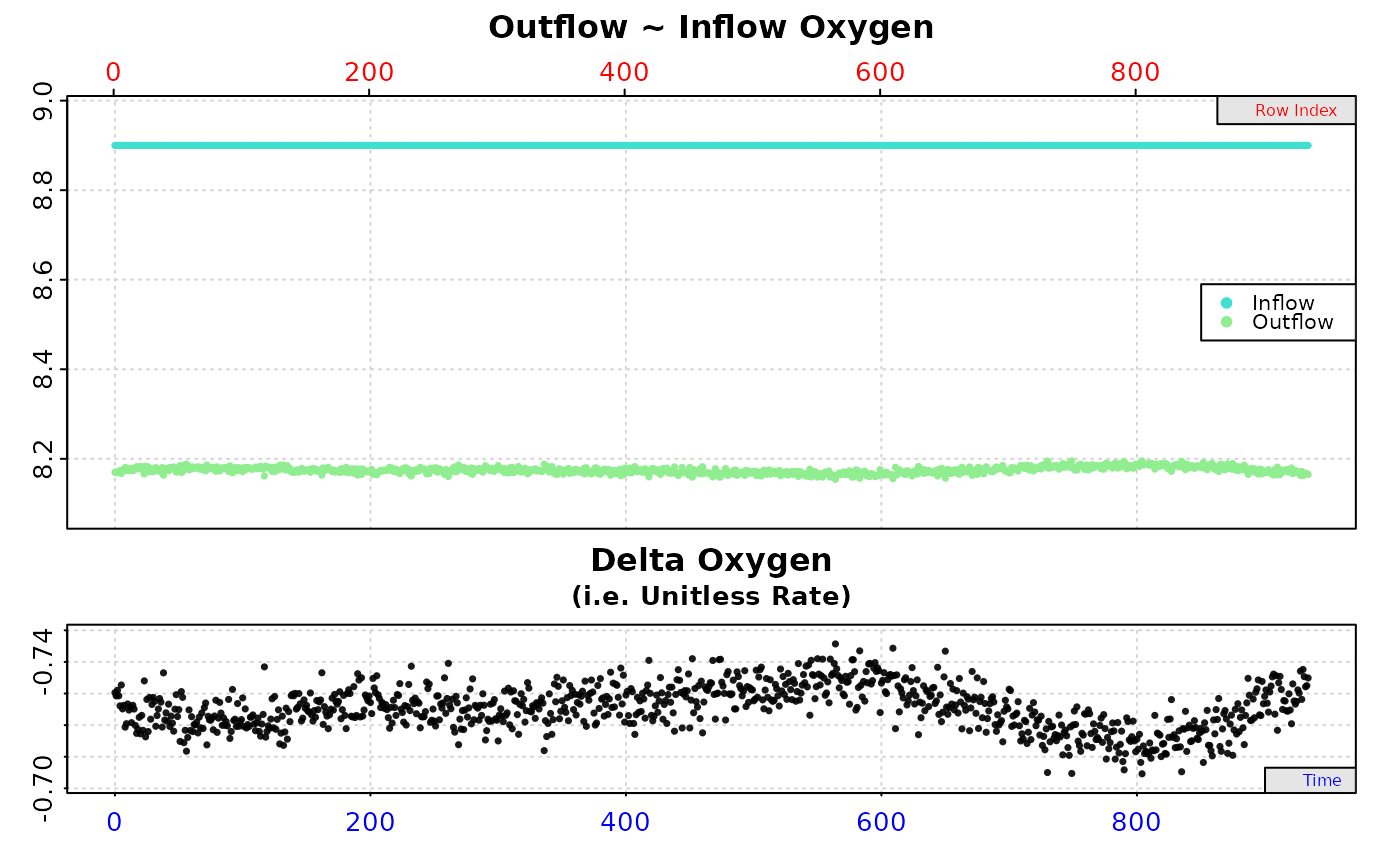 Outflow ~ Inflow Oxygen
0 200 400 600 800
Row Index
9.0
8.8
8.6
8.4
8.2
Inflow
Outflow
Delta Oxygen
(i.e. Unitless Rate)
-0.74
-0.70
Time
0 200 400 600 800